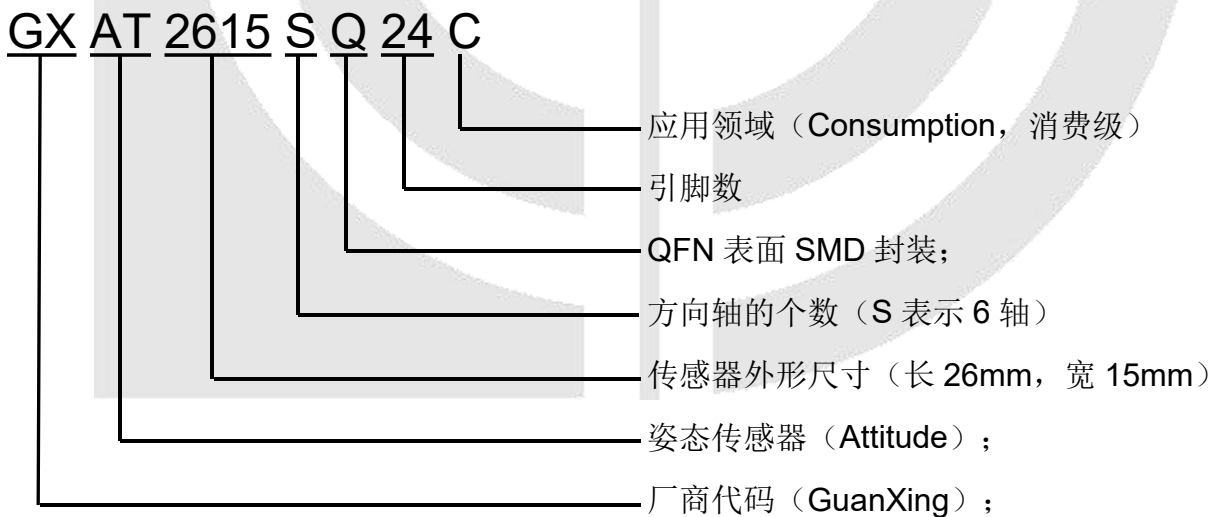 GX AT 2615 S Q 24 C
应用领域（Consumption，消费级）
引脚数
QFN 表面 SMD 封装；
方向轴的个数（S 表示 6 轴）
传感器外形尺寸（长 26mm，宽 15mm）
姿态传感器（Attitude）；
厂商代码（GuanXing）；